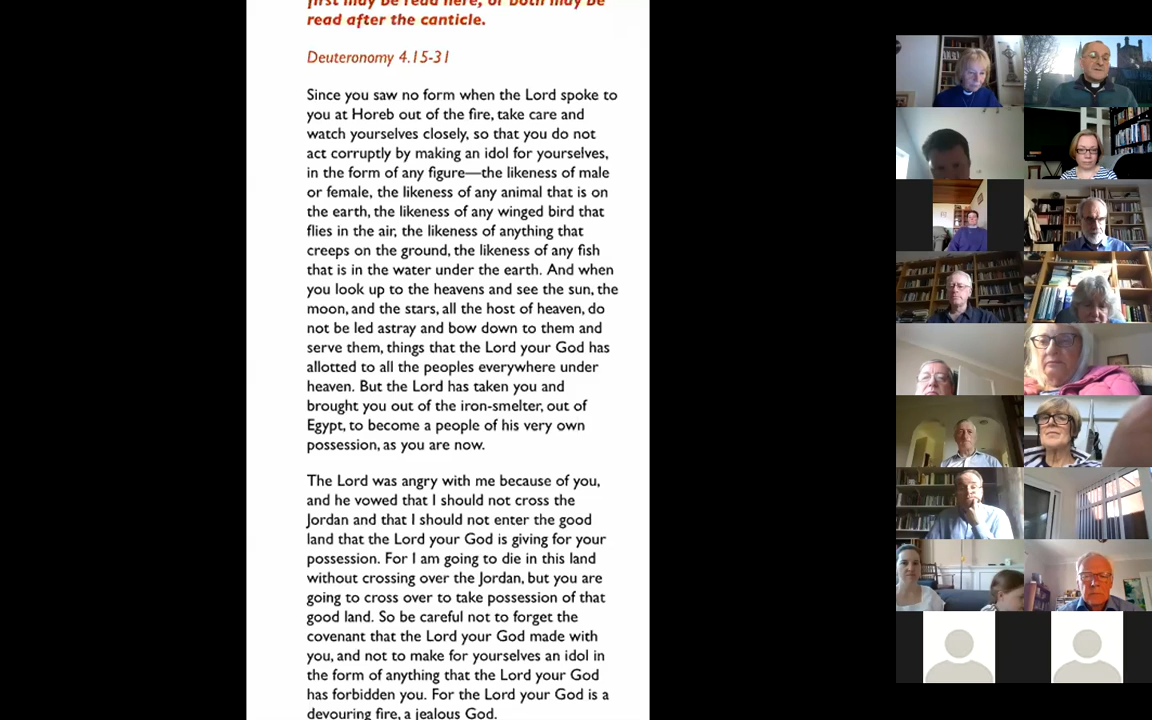 first may be read here, or both may be
read after the canticle.
Deuteronomy 4.15-31
Since you saw no form when the Lord spoke to
you at Horeb out of the fire, take care and
watch yourselves closely, so that you do not
act corruptly by making an idol for yourselves,
in the form of any figure—the likeness of male
or female, the likeness of any animal that is on
the earth, the likeness of any winged bird that
flies in the air, the likeness of anything that
creeps on the ground, the likeness of any fish
that is in the water under the earth. And when
you look up to the heavens and see the sun, the
moon, and the stars, all the host of heaven, do
not be led astray and bow down to them and
serve them, things that the Lord your God has
allotted to all the peoples everywhere under
heaven. But the Lord has taken you and
brought you out of the iron-smelter, out of
Egypt, to become a people of his very own
possession, as you are now.
The Lord was angry with me because of you,
and he vowed that I should not cross the
Jordan and that I should not enter the good
land that the Lord your God is giving for your
possession. For I am going to die in this land
without crossing over the Jordan, but you are
going to cross over to take possession of that
good land. So be careful not to forget the
covenant that the Lord your God made with
you, and not to make for yourselves an idol in
the form of anything that the Lord your God
has forbidden you. For the Lord your God is a
devouring fire, a jealous God.